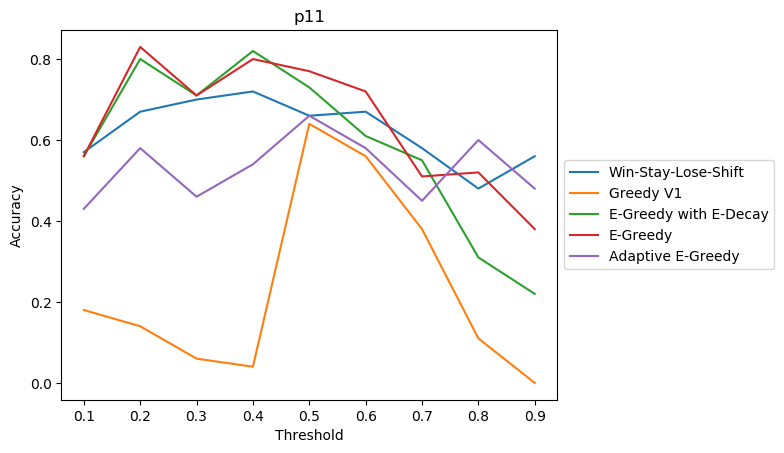 p11
Accuracy
0.8
0.6
0.4
0.2
0.0
0.1 0.2 0.3 0.4 0.5 0.6 0.7 0.8 0.9
Threshold
Win-Stay-Lose-Shift
Greedy V1
E-Greedy with E-Decay
E-Greedy
Adaptive E-Greedy